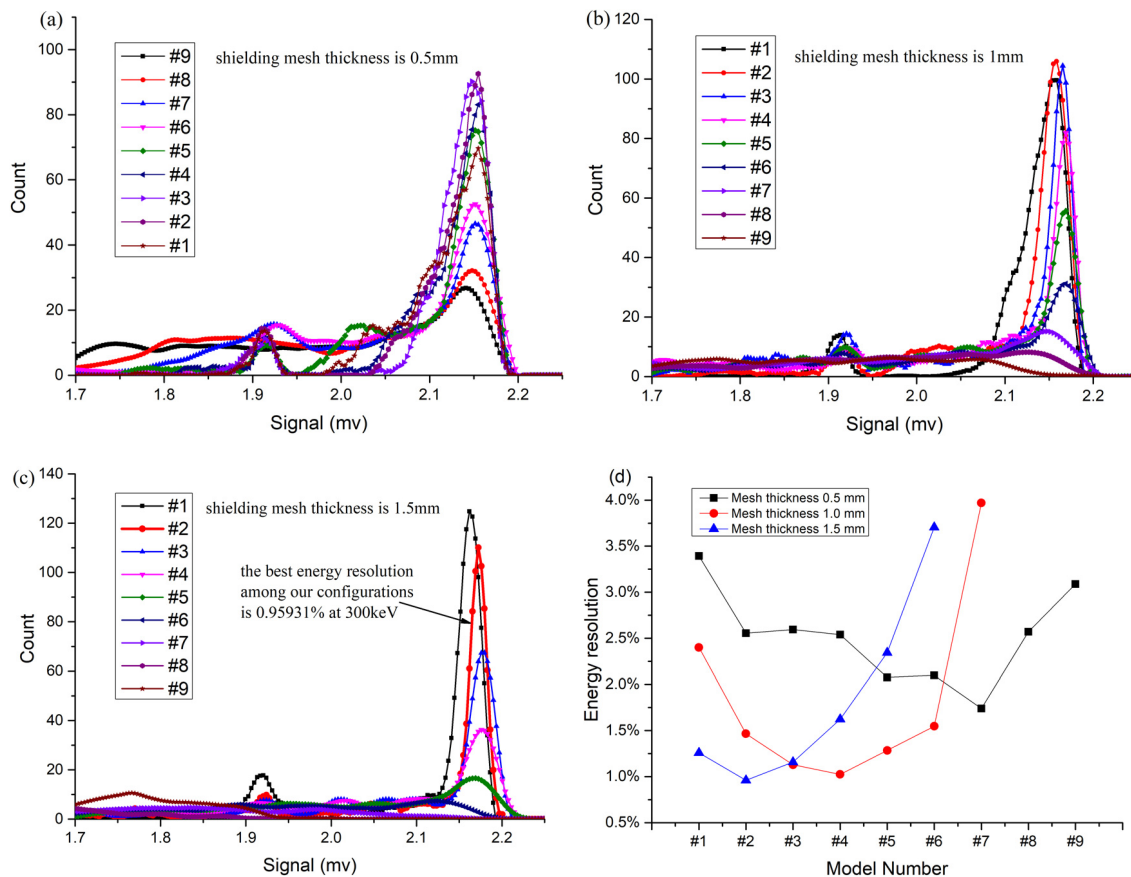 (a)
shielding mesh thickness is 0.5mm
#9
#8
#7
#6
#5
#4
#3
#2
#1
100
80
60
40
20
0
Count
1.7 1.8 1.9 2.0 2.1 2.2
Signal (mv)
(b)
shielding mesh thickness is 1mm
#1
#2
#3
#4
#5
#6
#7
#8
#9
120
100
80
60
40
20
0
Count
1.7 1.8 1.9 2.0 2.1 2.2
Signal (mv)
(c)
shielding mesh thickness is 1.5mm
#1
#2
#3
#4
#5
#6
#7
#8
#9
the best energy resolution
among our configurations
is 0.95931% at 300keV
140
120
100
80
60
40
20
0
Count
1.7 1.8 1.9 2.0 2.1 2.2
Signal (mv)
(d)
Mesh thickness 0.5 mm
Mesh thickness 1.0 mm
Mesh thickness 1.5 mm
4.0%
3.5%
3.0%
2.5%
2.0%
1.5%
1.0%
0.5%
Energy resolution
#1 #2 #3 #4 #5 #6 #7 #8 #9
Model Number